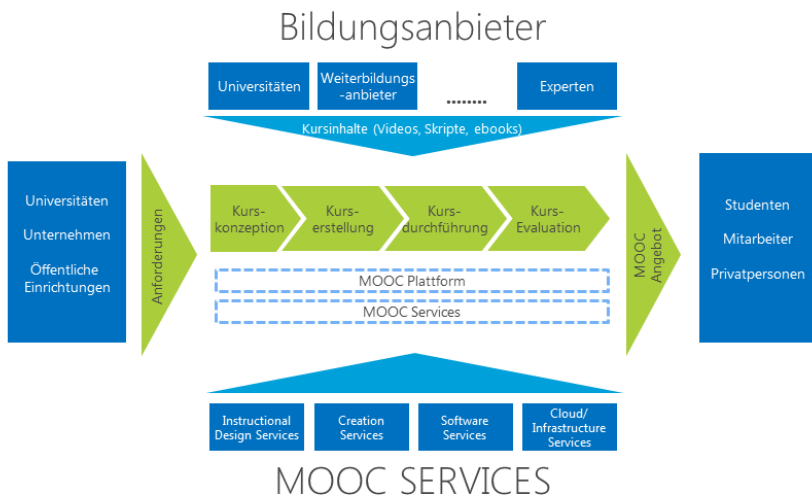 Bildungsanbieter
Universitäten
Weiterbildungs
-anbieter
........
Experten
Kursinhalte (Videos, Skripte, ebooks)
Universitäten
Unternehmen
Öffentliche
Einrichtungen
Anforderungen
Kurs-
konzeption
Kurs-
erstellung
Kurs-
durchführung
Kurs-
Evaluation
MOOC Plattform
MOOC Services
MOOC
Angebot
Studenten
Mitarbeiter
Privatpersonen
Instructional
Design Services
Creation
Services
Software
Services
Cloud/
Infrastructure
Services
MOOC SERVICES